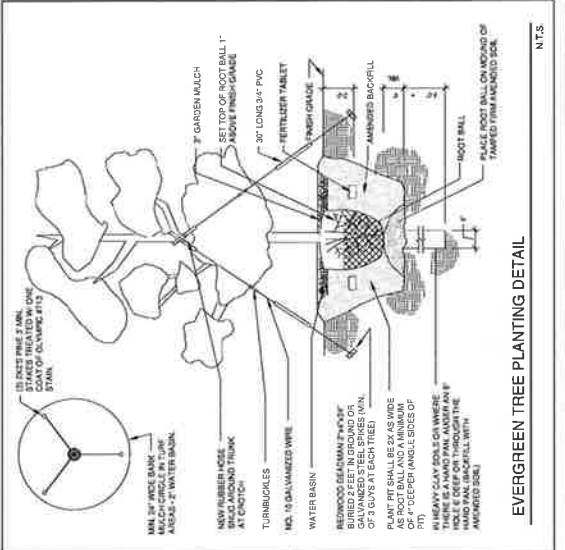 (3) 2X2'S PINE 3' MIN.
STAKES TREATED W/ ONE
COAT OF OLYMPIC #713
STAIN.
MIN. 24" WIDE BARK
MULCH CIRCLE IN TURF
AREAS - 2" WATER BASIN.
NEW RUBBER HOSE
SNUG AROUND TRUNK
AT CROTCH
TURNBUCKLES
NO. 10 GALVANIZED WIRE
WATER BASIN
REDWOOD DEADMAN 2"x4"x24"
BURIED 2 FEET IN GROUND OR
GALVANIZED STEEL SPIKES (MIN.
OF 3 GUYS AT EACH TREE)
PLANT PIT SHALL BE 2X AS WIDE
AS ROOT BALL AND A MINIMUM
OF 4" DEEPER (ANGLE SIDES OF
PIT)
IN HEAVY CLAY SOILS OR WHERE
THERE IS A HARD PAN, AUGER AN 8"
HOLE 6' DEEP OR THROUGH THE
HARD PAN. (BACKFILL WITH
AMENDED SOIL)
3" GARDEN MULCH
SET TOP OF ROOT BALL 1"
ABOVE FINISH GRADE
30" LONG 3/4" PVC
FERTILIZER TABLET
FINISH GRADE
AMENDED BACKFILL
ROOT BALL
PLACE ROOT BALL ON MOUND OF
TAMPED FIRM AMENDED SOIL
EVERGREEN TREE PLANTING DETAIL
N.T.S.